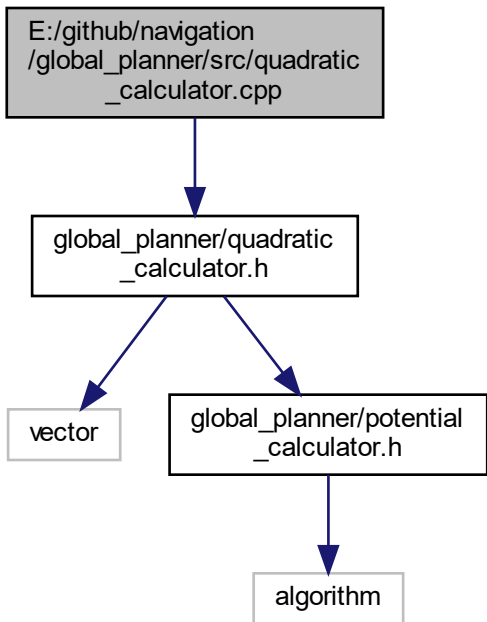 E:/github/navigation
/global_planner/src/quadratic
_calculator.cpp
global_planner/quadratic
_calculator.h
vector
global_planner/potential
_calculator.h
algorithm